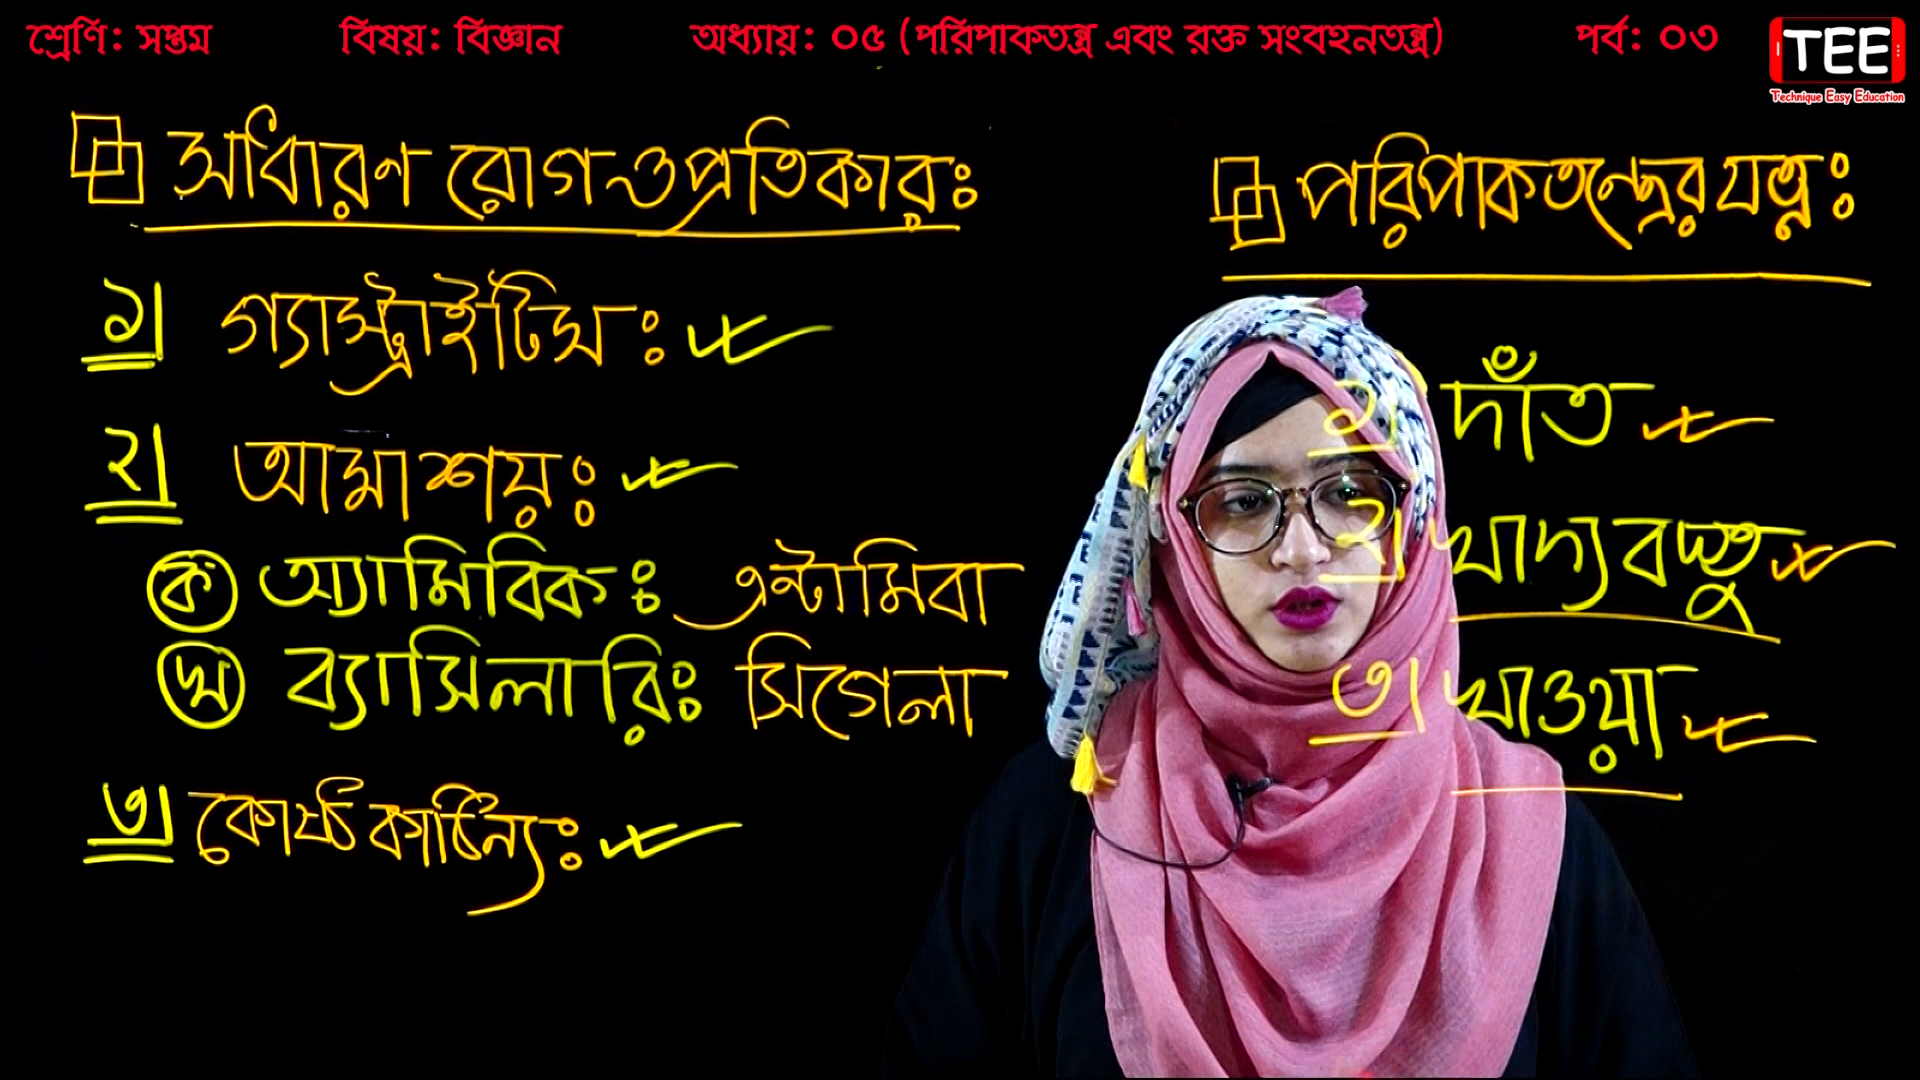 শ্রেণি: সপ্তম বিষয়: বিজ্ঞান অধ্যায়: ০৫ (পরিপাকতন্ত্র এবং রক্ত সংবহনতন্ত্র) পর্ব: ০৩
TEE
Technique Easy Education
সাধারণ রোগ ও প্রতিকারঃ
১। গ্যাস্ট্রাইটিসঃ
২। আমাশয়ঃ
ক অ্যামিবিকঃ এন্টামিবা
খ ব্যাসিলারিঃ সিগেলা
৩। কোষ্ঠকাঠিন্যঃ
পরিপাকতন্ত্রের যত্নঃ
১। দাঁত
২। খাদ্যবস্তু
৩। খাওয়া